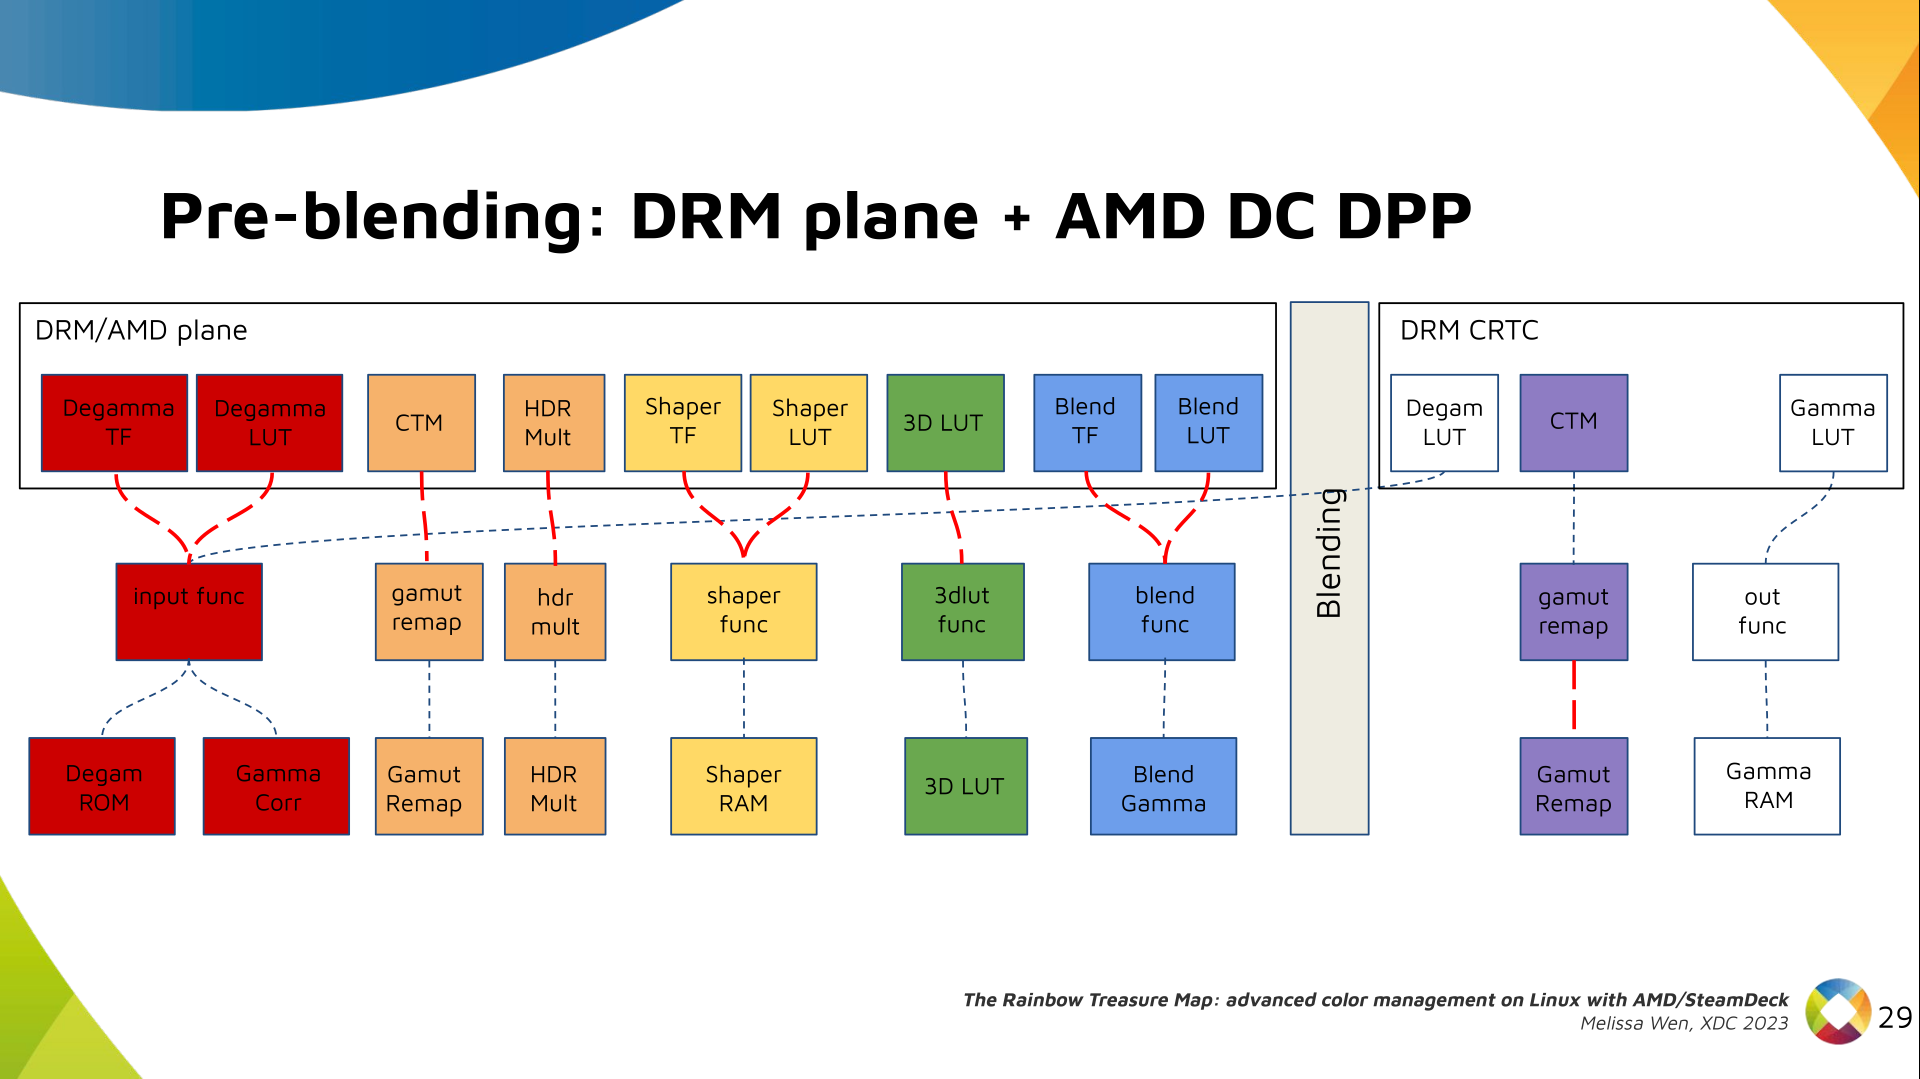 Pre-blending: DRM plane + AMD DC DPP
DRM/AMD plane
Degamma
TF
Degamma
LUT
CTM
HDR
Mult
Shaper
TF
Shaper
LUT
3D LUT
Blend
TF
Blend
LUT
Blending
DRM CRTC
Degam
LUT
CTM
Gamma
LUT
input func
gamut
remap
hdr
mult
shaper
func
3dlut
func
blend
func
gamut
remap
out
func
Degam
ROM
Gamma
Corr
Gamut
Remap
HDR
Mult
Shaper
RAM
3D LUT
Blend
Gamma
Gamut
Remap
Gamma
RAM
The Rainbow Treasure Map: advanced color management on Linux with AMD/SteamDeck
Melissa Wen, XDC 2023
29